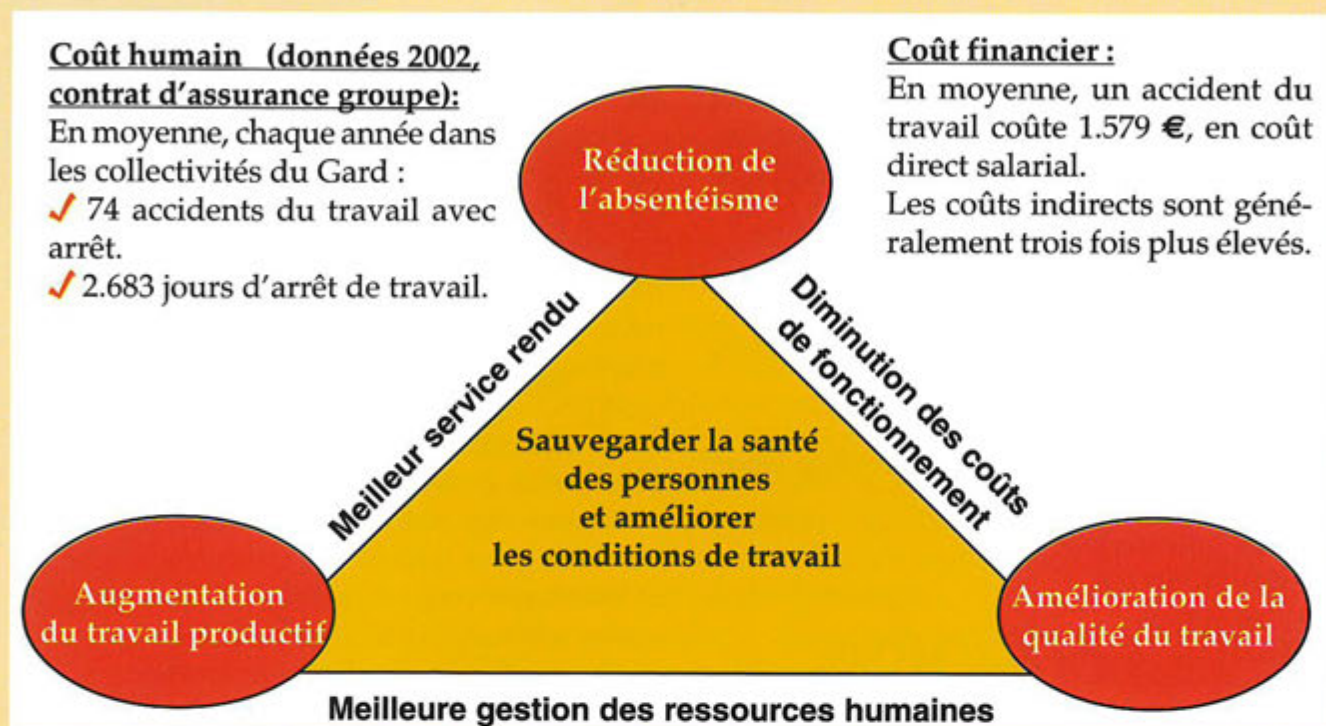 Coût humain (données 2002,
contrat d'assurance groupe):
En moyenne, chaque année dans
les collectivités du Gard :
✓ 74 accidents du travail avec
arrêt.
✓ 2.683 jours d'arrêt de travail.
Coût financier :
En moyenne, un accident du
travail coûte 1.579 €, en coût
direct salarial.
Les coûts indirects sont géné-
ralement trois fois plus élevés.
Réduction de
l'absentéisme
Meilleur service rendu
Diminution des coûts
de fonctionnement
Sauvegarder la santé
des personnes
et améliorer
les conditions de travail
Augmentation
du travail productif
Amélioration de la
qualité du travail
Meilleure gestion des ressources humaines